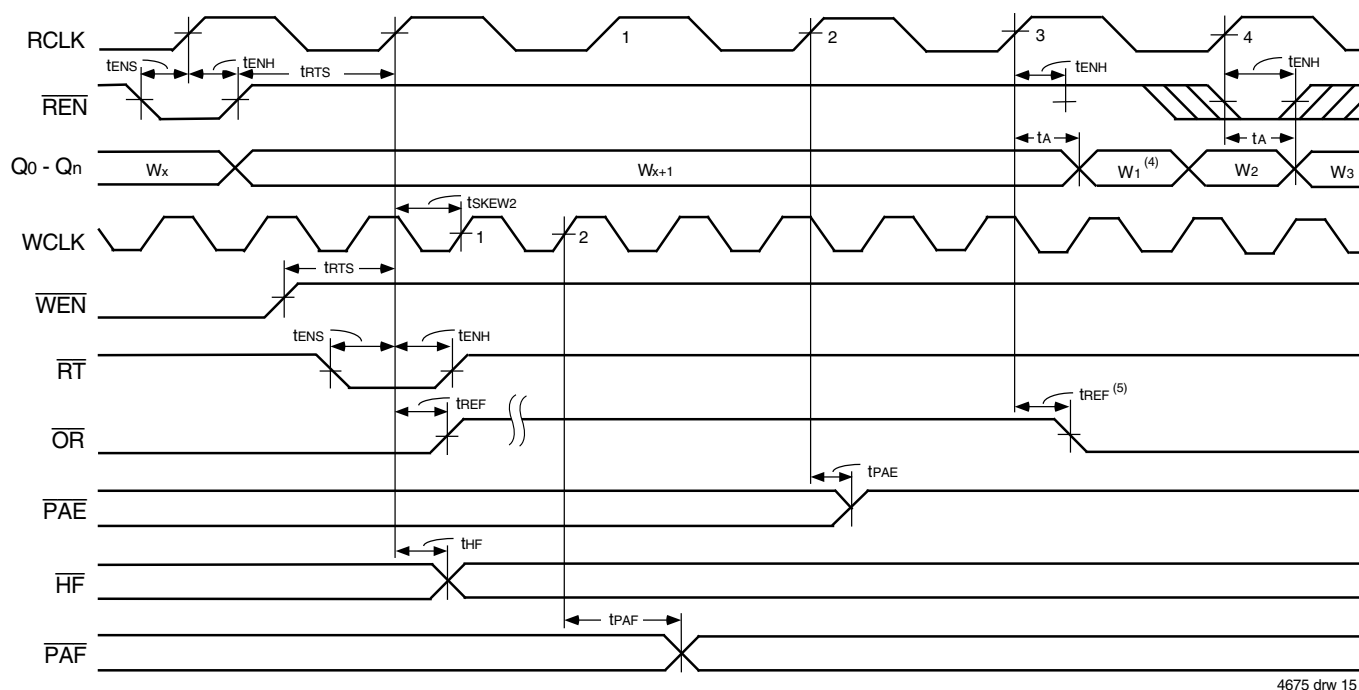 RCLK 1 2 3 4
tENS tENH tRTS tENH tENH
REN
tA tA
Q0 - Qn Wx Wx+1 W1 (4) W2 W3
tSKEW2
WCLK 1 2
tRTS
WEN
tENS tENH
RT
tREF tREF (5)
OR
tPAE
PAE
tHF
HF
tPAF
PAF
4675 drw 15